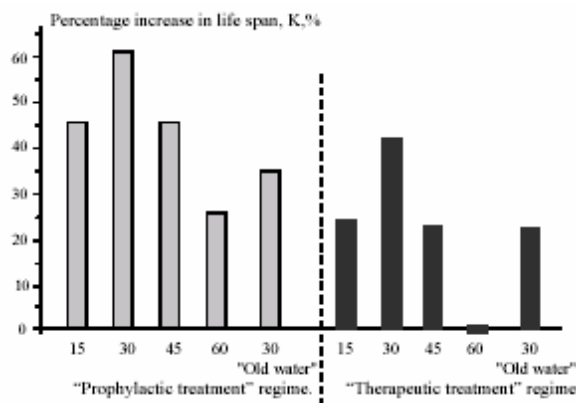 Percentage increase in life span, K,%
60
50
40
30
20
10
0
15 30 45 60 30 15 30 45 60 30
"Old water" "Old water"
“Prophylactic treatment” regime. “Therapeutic treatment” regime